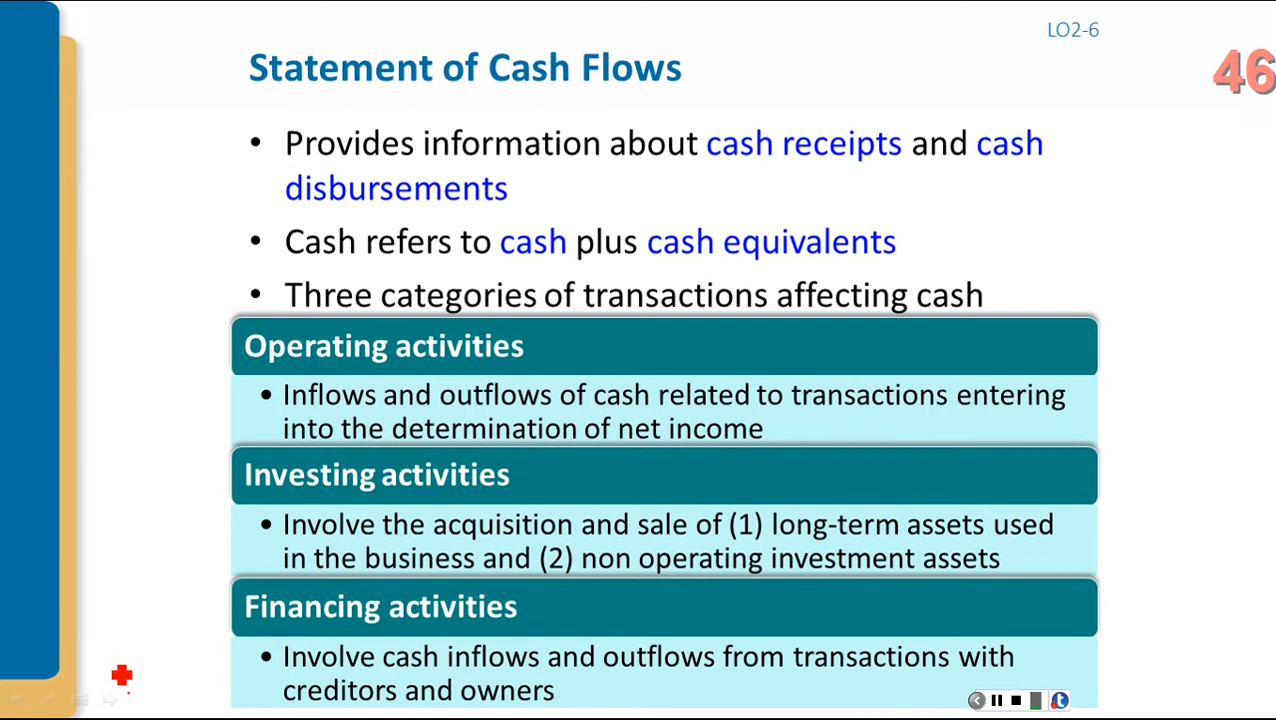 LO2-6
Statement of Cash Flows
46
• Provides information about cash receipts and cash
disbursements
• Cash refers to cash plus cash equivalents
• Three categories of transactions affecting cash
Operating activities
• Inflows and outflows of cash related to transactions entering
into the determination of net income
Investing activities
• Involve the acquisition and sale of (1) long-term assets used
in the business and (2) non operating investment assets
Financing activities
• Involve cash inflows and outflows from transactions with
creditors and owners
t